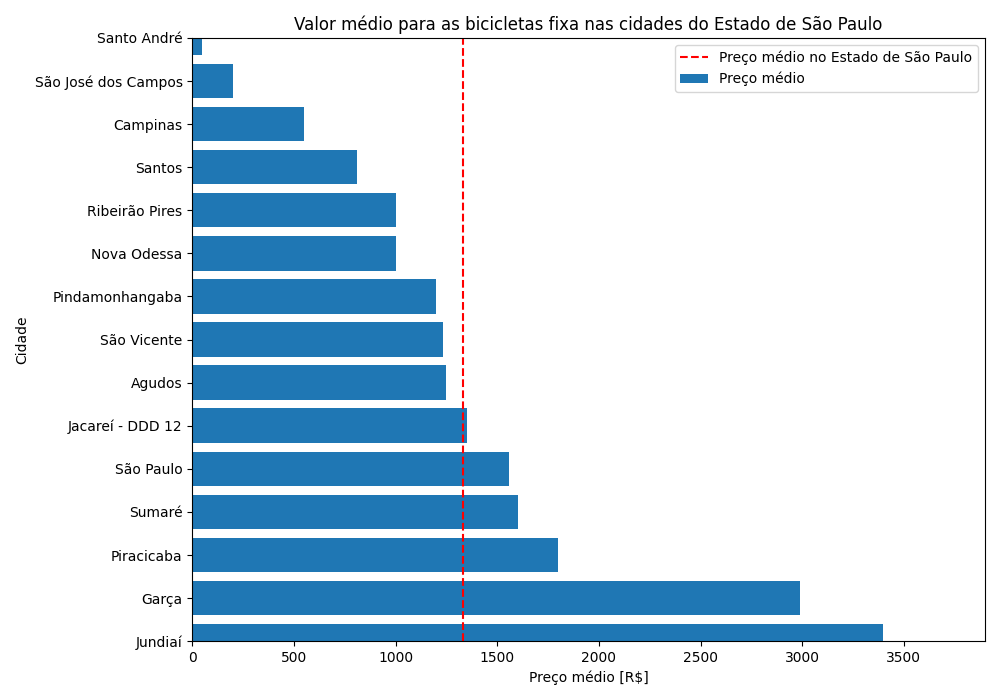 Valor médio para as bicicletas fixa nas cidades do Estado de São Paulo
Preço médio no Estado de São Paulo
Preço médio
Cidade
Santo André
São José dos Campos
Campinas
Santos
Ribeirão Pires
Nova Odessa
Pindamonhangaba
São Vicente
Agudos
Jacareí - DDD 12
São Paulo
Sumaré
Piracicaba
Garça
Jundiaí
0 500 1000 1500 2000 2500 3000 3500
Preço médio [R$]